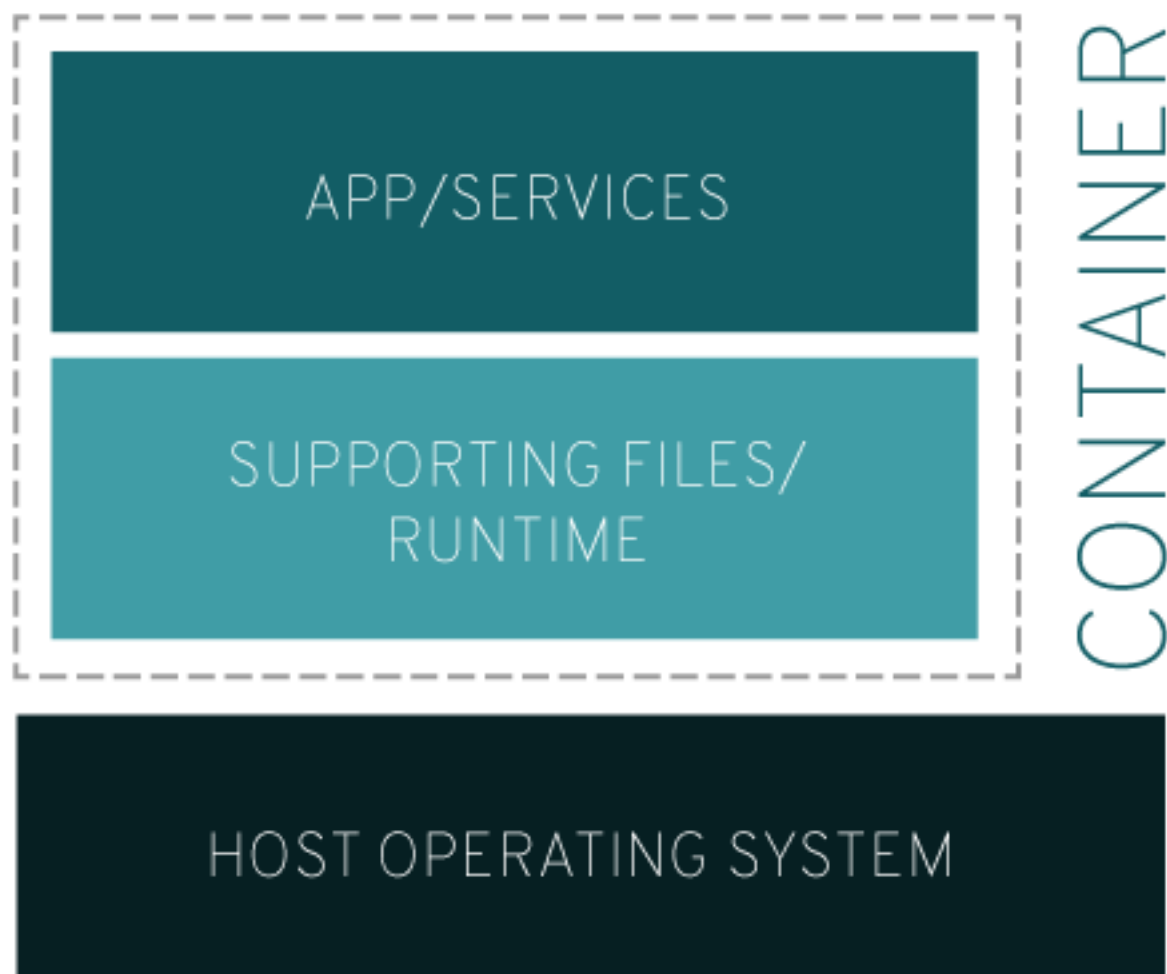 APP/SERVICES
SUPPORTING FILES/
RUNTIME
CONTAINER
HOST OPERATING SYSTEM